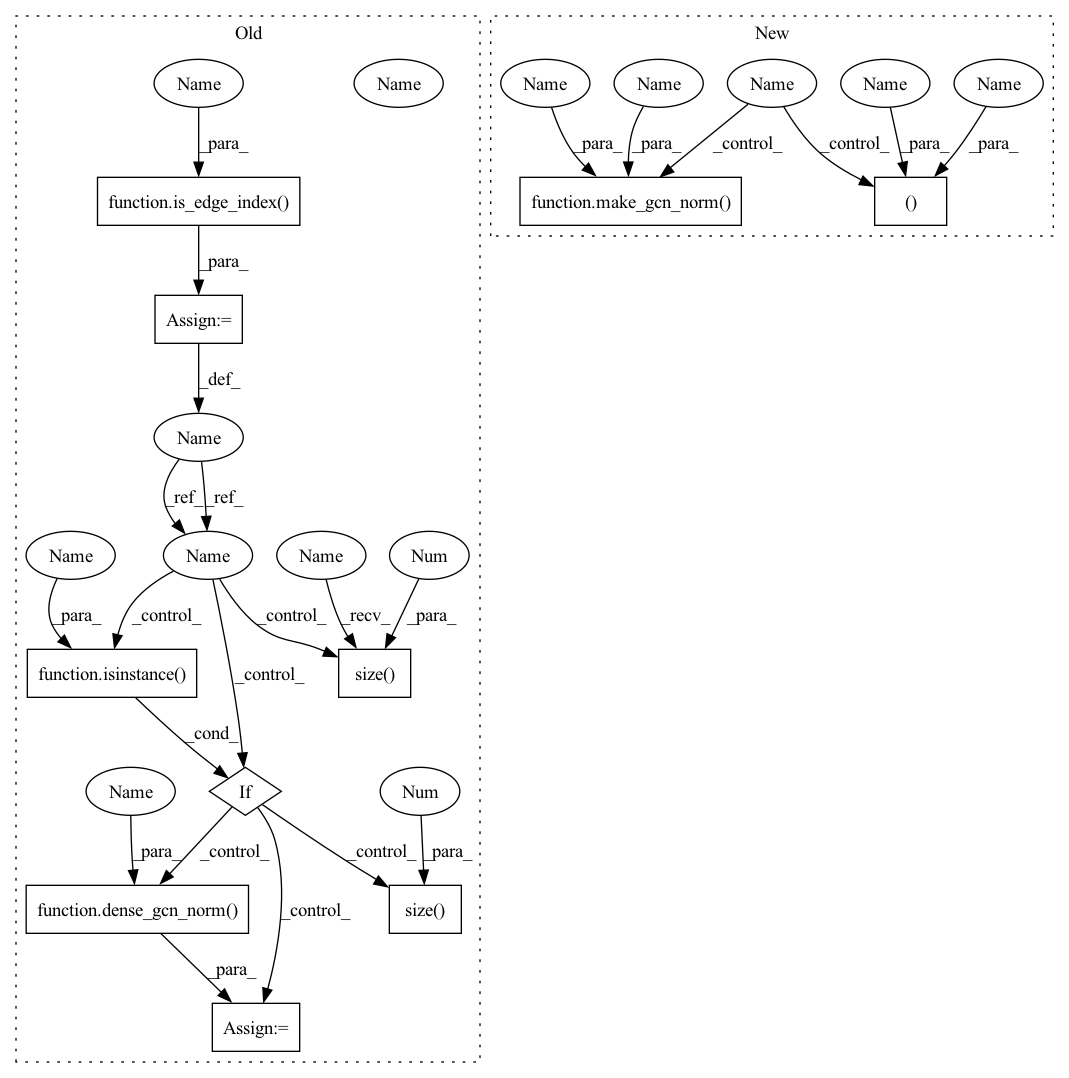 Old
New
Name
Name
Name
Name
Name
Name
Name
_para_
_para_
_para_
_control_
_control_
_para_
_para_
function.is_edge_index()
function.make_gcn_norm()
()
_para_
Assign:=
_def_
Name
_ref_
_ref_
Name
Name
Name
Num
_para_
_control_
_control_
_recv_
_para_
function.isinstance()
size()
_control_
_cond_
Name
If
Num
_para_
_control_
_control_
_para_
function.dense_gcn_norm()
size()
_control_
_para_
Assign:=